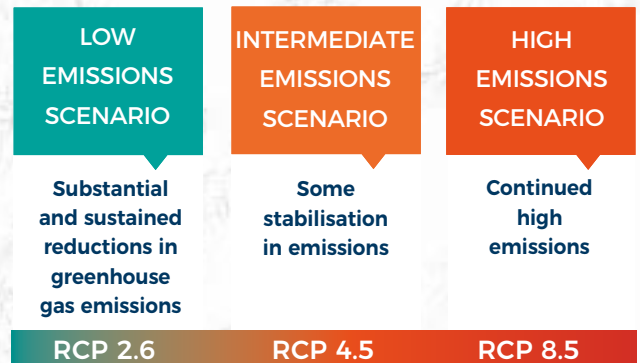 LOW
EMISSIONS
SCENARIO
Substantial
and sustained
reductions in
greenhouse
gas emissions
RCP 2.6
INTERMEDIATE
EMISSIONS
SCENARIO
Some
stabilisation
in emissions
RCP 4.5
HIGH
EMISSIONS
SCENARIO
Continued
high
emissions
RCP 8.5